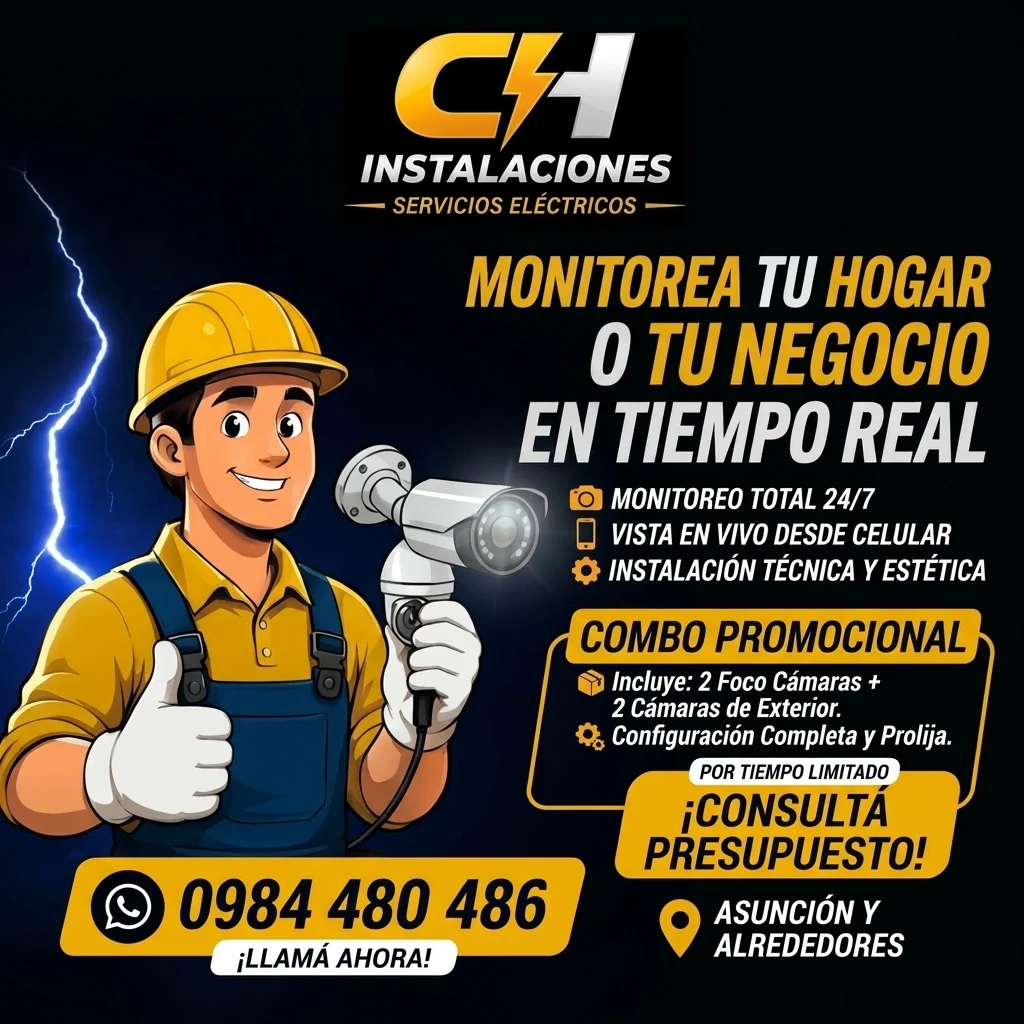 CH
INSTALACIONES
SERVICIOS ELÉCTRICOS
MONITOREA TU HOGAR
O TU NEGOCIO
EN TIEMPO REAL
MONITOREO TOTAL 24/7
VISTA EN VIVO DESDE CELULAR
INSTALACIÓN TÉCNICA Y ESTÉTICA
COMBO PROMOCIONAL
Incluye: 2 Foco Cámaras +
2 Cámaras de Exterior.
Configuración Completa y Prolija.
POR TIEMPO LIMITADO
¡CONSULTÁ
PRESUPUESTO!
0984 480 486
¡LLAMÁ AHORA!
ASUNCIÓN Y
ALREDEDORES